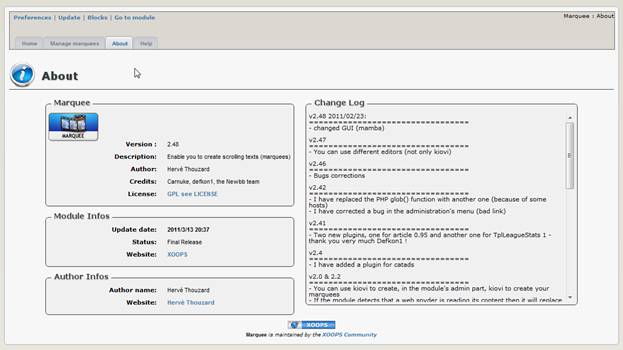 Preferences | Update | Blocks | Go to module
Marquee : About
Home
Manage marquees
About
Help
About
Marquee
MARQUEE
Version : 2.48
Description: Enable you to create scrolling texts (marquees)
Author: Hervé Thouzard
Credits: Carnuke, defkon1, the Newbb team
License: GPL see LICENSE
Module Infos
Update date: 2011/3/13 20:37
Status: Final Release
Website: XOOPS
Author Infos
Author name: Hervé Thouzard
Website: Hervé Thouzard
Change Log
v2.48 2011/02/23:
=====================================
- changed GUI (mamba)
v2.47
=====================================
- You can use different editors (not only kiovi)
v2.46
=====================================
- Bugs corrections
v2.42
=====================================
- I have replaced the PHP glob() function with another one (because of some
hosts)
- I have corrected a bug in the administration's menu (bad link)
v2.41
=====================================
- Two new plugins, one for article 0.95 and another one for TplLeagueStats 1 -
thank you very much Defkon1 !
v2.4
=====================================
- I have added a plugin for catads
v2.0 & 2.2
=====================================
- You can use kiovi to create, in the module's admin part, kiovi to create your
marquees
- If the module detects that a web spyder is reading its content then it will replace
XOOPS
Marquee is maintained by the XOOPS Community